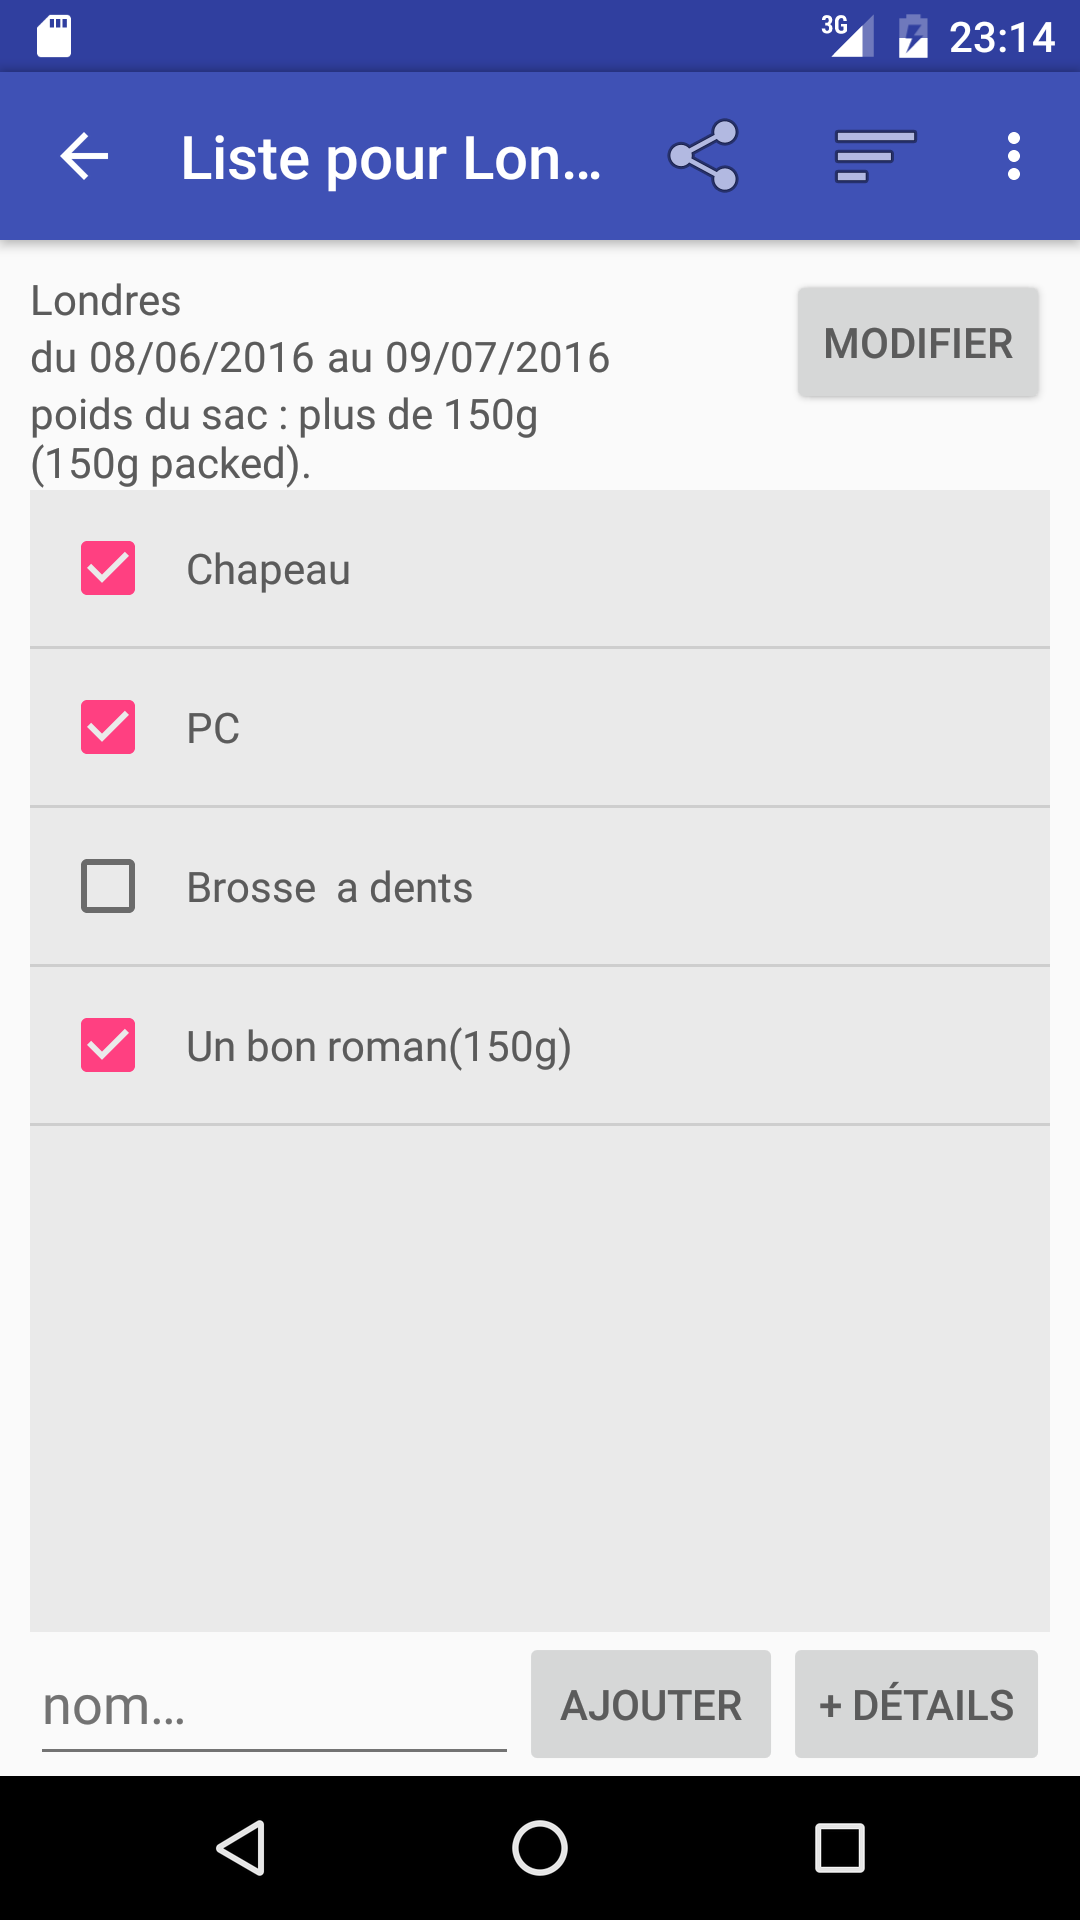 3G 23:14
Liste pour Lon...
Londres
du 08/06/2016 au 09/07/2016
MODIFIER
poids du sac : plus de 150g
(150g packed).
Chapeau
PC
Brosse  a dents
Un bon roman(150g)
nom...
AJOUTER
+ DÉTAILS